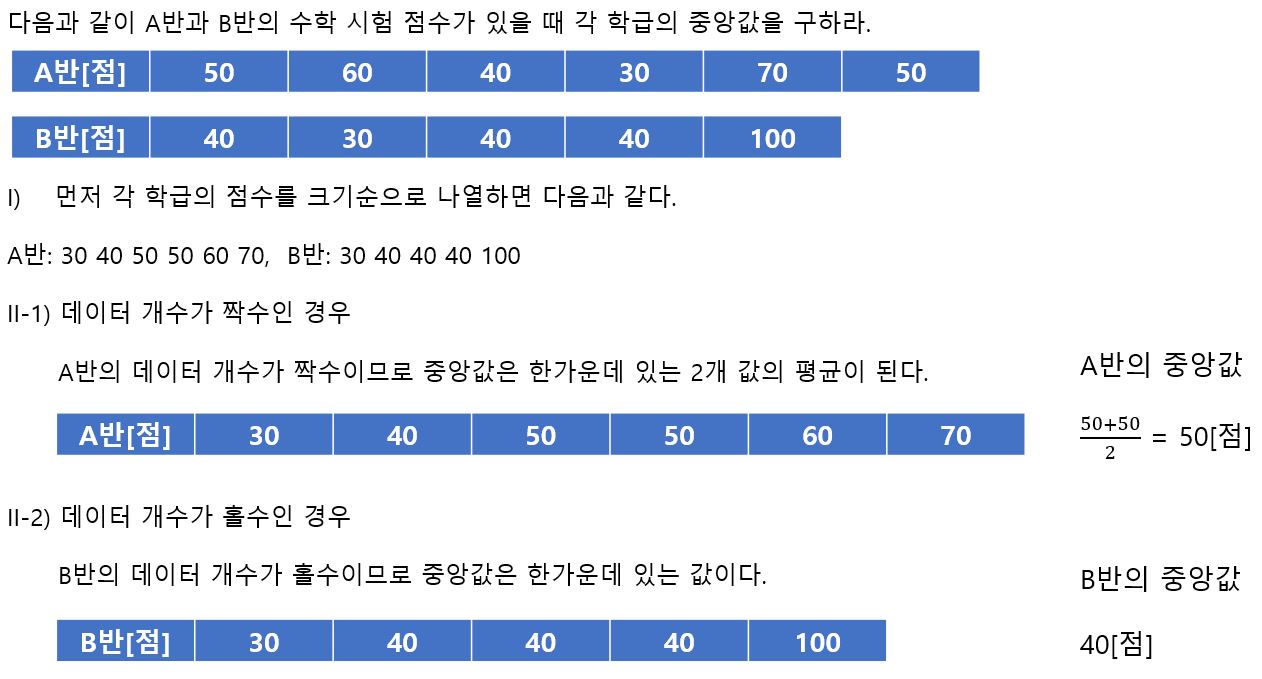 다음과 같이 A반과 B반의 수학 시험 점수가 있을 때 각 학급의 중앙값을 구하라.
A반[점] 50 60 40 30 70 50
B반[점] 40 30 40 40 100
I) 먼저 각 학급의 점수를 크기순으로 나열하면 다음과 같다.
A반: 30 40 50 50 60 70, B반: 30 40 40 40 100
II-1) 데이터 개수가 짝수인 경우
A반의 데이터 개수가 짝수이므로 중앙값은 한가운데 있는 2개 값의 평균이 된다.
A반[점] 30 40 50 50 60 70
A반의 중앙값
50+50
2
= 50[점]
II-2) 데이터 개수가 홀수인 경우
B반의 데이터 개수가 홀수이므로 중앙값은 한가운데 있는 값이다.
B반[점] 30 40 40 40 100
B반의 중앙값
40[점]